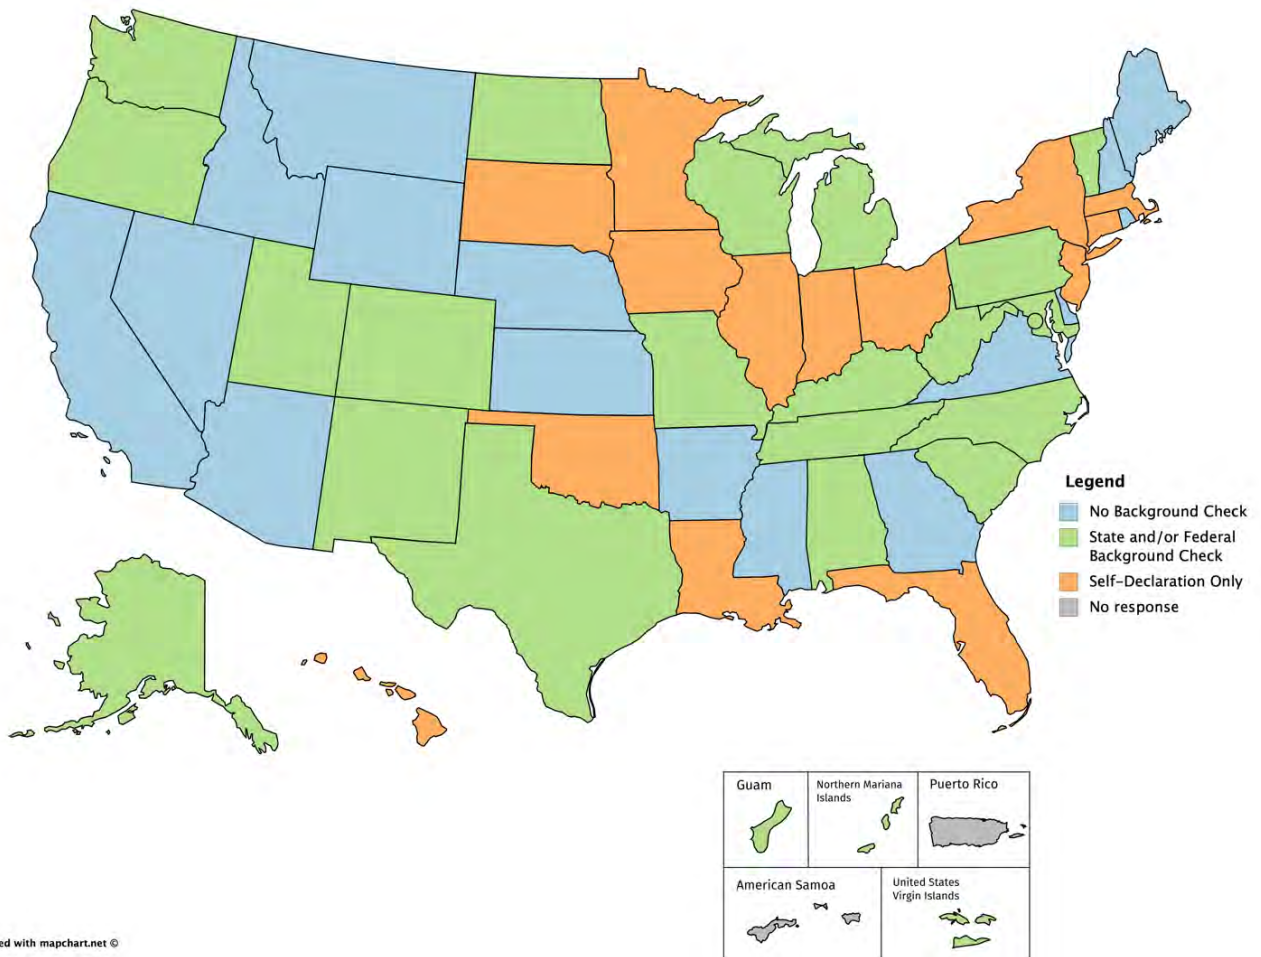 Legend
No Background Check
State and/or Federal
Background Check
Self-Declaration Only
No response
Guam
Northern Mariana
Islands
Puerto Rico
American Samoa
United States
Virgin Islands
ed with mapchart.net ©